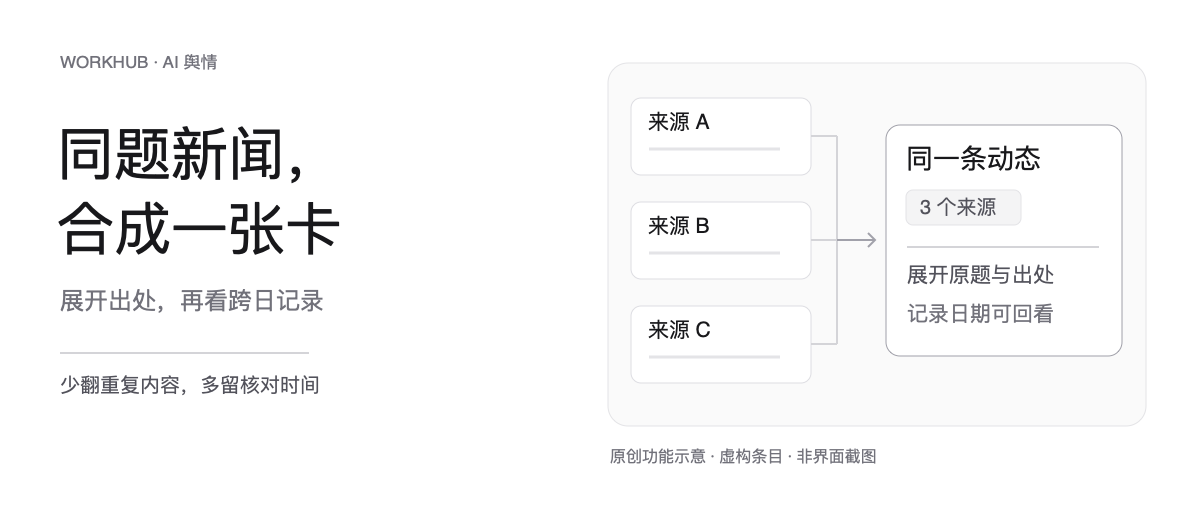 WORKHUB · AI 舆情
同题新闻，
合成一张卡
展开出处，再看跨日记录
少翻重复内容，多留核对时间
来源 A
来源 B
来源 C
同一条动态
3 个来源
展开原题与出处
记录日期可回看
原创功能示意 · 虚构条目 · 非界面截图